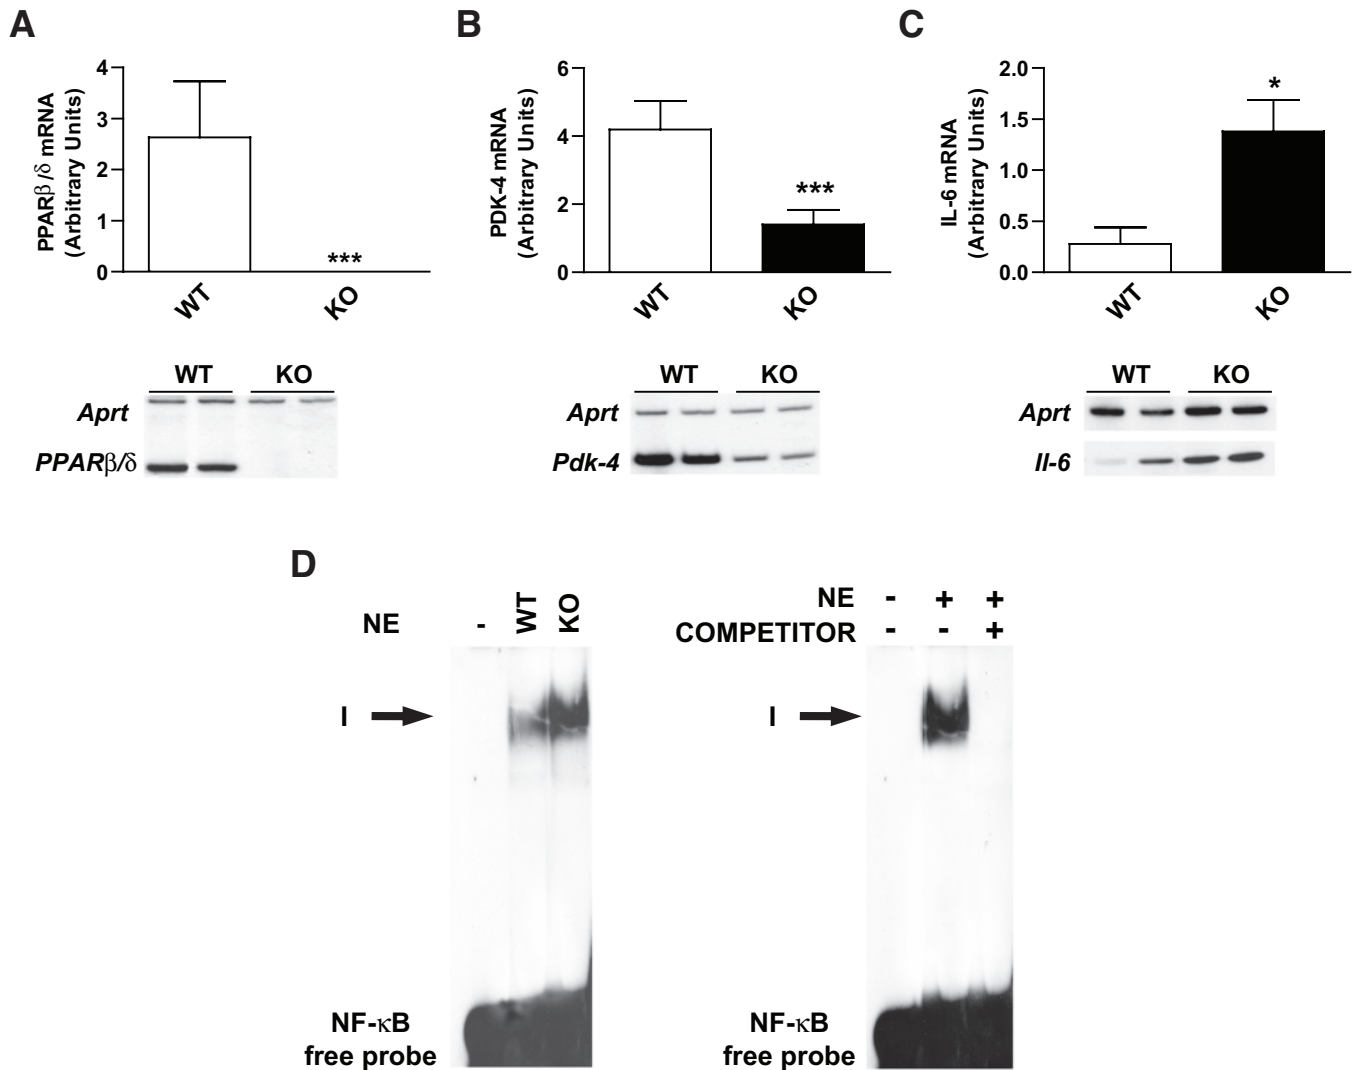 A
B
C
PPARβ/δ mRNA
(Arbitrary Units)
4
3
2
1
0
***
WT
KO
PDK-4 mRNA
(Arbitrary Units)
6
4
2
0
***
WT
KO
IL-6 mRNA
(Arbitrary Units)
2.0
1.5
1.0
0.5
0.0
*
WT
KO
WT KO
Aprt
PPARβ/δ
WT KO
Aprt
Pdk-4
WT KO
Aprt
Il-6
D
NE - WT KO
I
NF-κB
free probe
NE - + +
COMPETITOR - - +
I
NF-κB
free probe